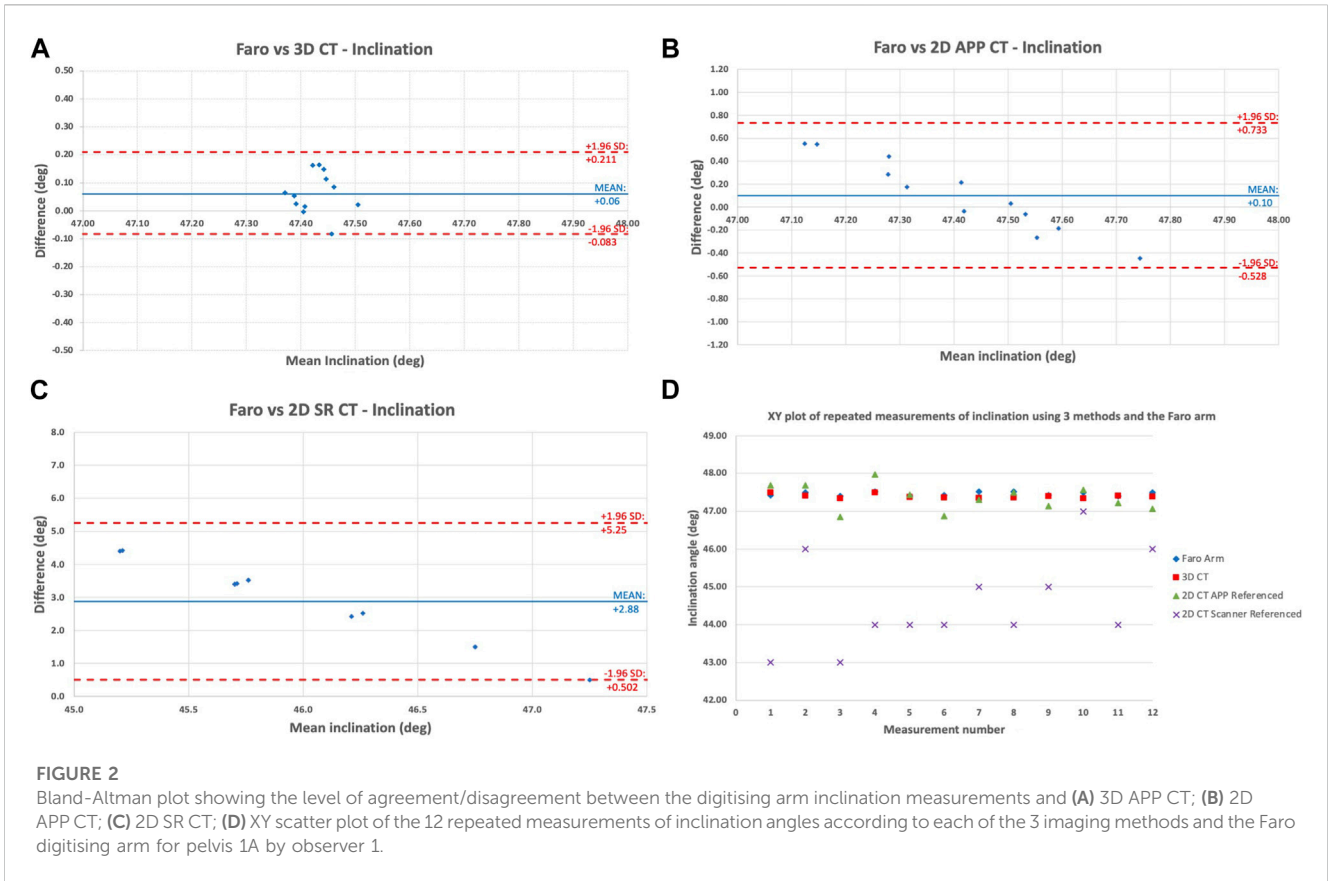 A
Faro vs 3D CT - Inclination
0.50
0.40
0.30
0.20
0.10
0.00
-0.10
-0.20
-0.30
-0.40
-0.50
47.00 47.10 47.20 47.30 47.40 47.50 47.60 47.70 47.80 47.90 48.00
Difference (deg)
Mean Inclination (deg)
+1.96 SD:
+0.211
MEAN:
+0.06
-1.96 SD:
-0.083
B
Faro vs 2D APP CT - Inclination
1.20
1.00
0.80
0.60
0.40
0.20
0.00
-0.20
-0.40
-0.60
-0.80
-1.00
-1.20
47.00 47.10 47.20 47.30 47.40 47.50 47.60 47.70 47.80 47.90 48.00
Difference (deg)
Mean inclination (deg)
+1.96 SD:
+0.733
MEAN:
+0.10
-1.96 SD:
-0.528
C
Faro vs 2D SR CT - Inclination
8.0
7.0
6.0
5.0
4.0
3.0
2.0
1.0
0.0
45.0 45.5 46.0 46.5 47.0 47.5
Difference (deg)
Mean inclination (deg)
+1.96 SD:
+5.25
MEAN:
+2.88
-1.96 SD:
+0.502
D
XY plot of repeated measurements of inclination using 3 methods and the Faro arm
49.00
48.00
47.00
46.00
45.00
44.00
43.00
42.00
0 1 2 3 4 5 6 7 8 9 10 11 12
Inclination angle (deg)
Measurement number
Faro Arm
3D CT
2D CT APP Referenced
2D CT Scanner Referenced
FIGURE 2
Bland-Altman plot showing the level of agreement/disagreement between the digitising arm inclination measurements and (A) 3D APP CT; (B) 2D
APP CT; (C) 2D SR CT; (D) XY scatter plot of the 12 repeated measurements of inclination angles according to each of the 3 imaging methods and the Faro
digitising arm for pelvis 1A by observer 1.